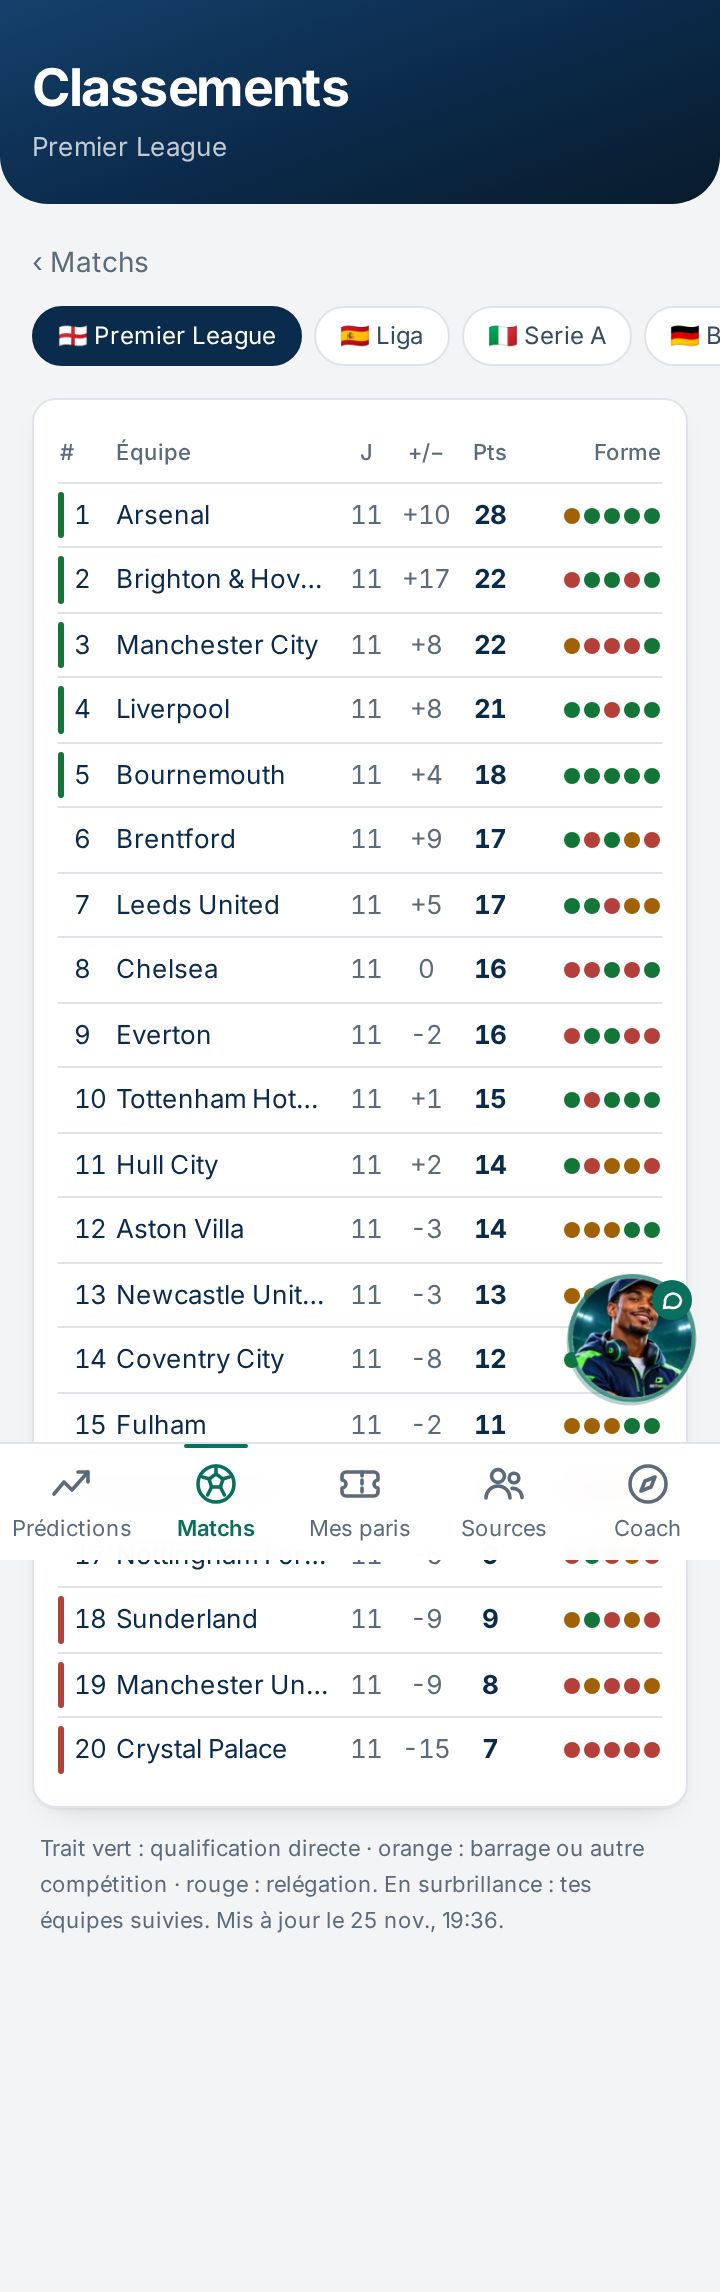 Classements
Premier League
‹ Matchs
Premier League Liga Serie A B
# Équipe J +/− Pts Forme
1 Arsenal 11 +10 28
2 Brighton & Hov... 11 +17 22
3 Manchester City 11 +8 22
4 Liverpool 11 +8 21
5 Bournemouth 11 +4 18
6 Brentford 11 +9 17
7 Leeds United 11 +5 17
8 Chelsea 11 0 16
9 Everton 11 -2 16
10 Tottenham Hot... 11 +1 15
11 Hull City 11 +2 14
12 Aston Villa 11 -3 14
13 Newcastle Unit... 11 -3 13
14 Coventry City 11 -8 12
15 Fulham 11 -2 11
Prédictions Matchs Mes paris Sources Coach
17 Nottingham For... 11
18 Sunderland 11 -9 9
19 Manchester Un... 11 -9 8
20 Crystal Palace 11 -15 7
Trait vert : qualification directe · orange : barrage ou autre
compétition · rouge : relégation. En surbrillance : tes
équipes suivies. Mis à jour le 25 nov., 19:36.